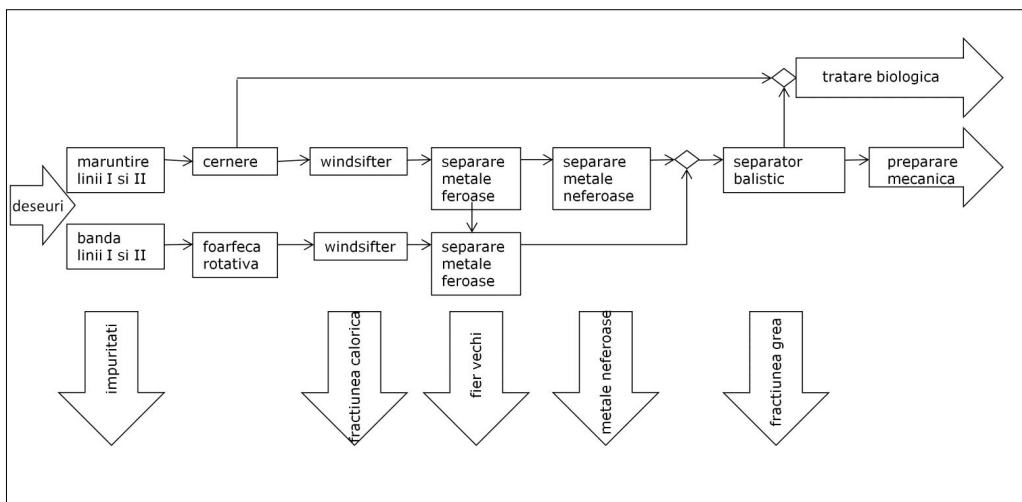 tratare biologica
deseuri
maruntire
linii I si II
cernere
windsifter
separare
metale
feroase
separare
metale
neferoase
separator
balistic
preparare
mecanica
banda
linii I si II
foarfeca
rotativa
windsifter
separare
metale
feroase
impuritati
fractiunea calorica
fier vechi
metale neferoase
fractiunea grea